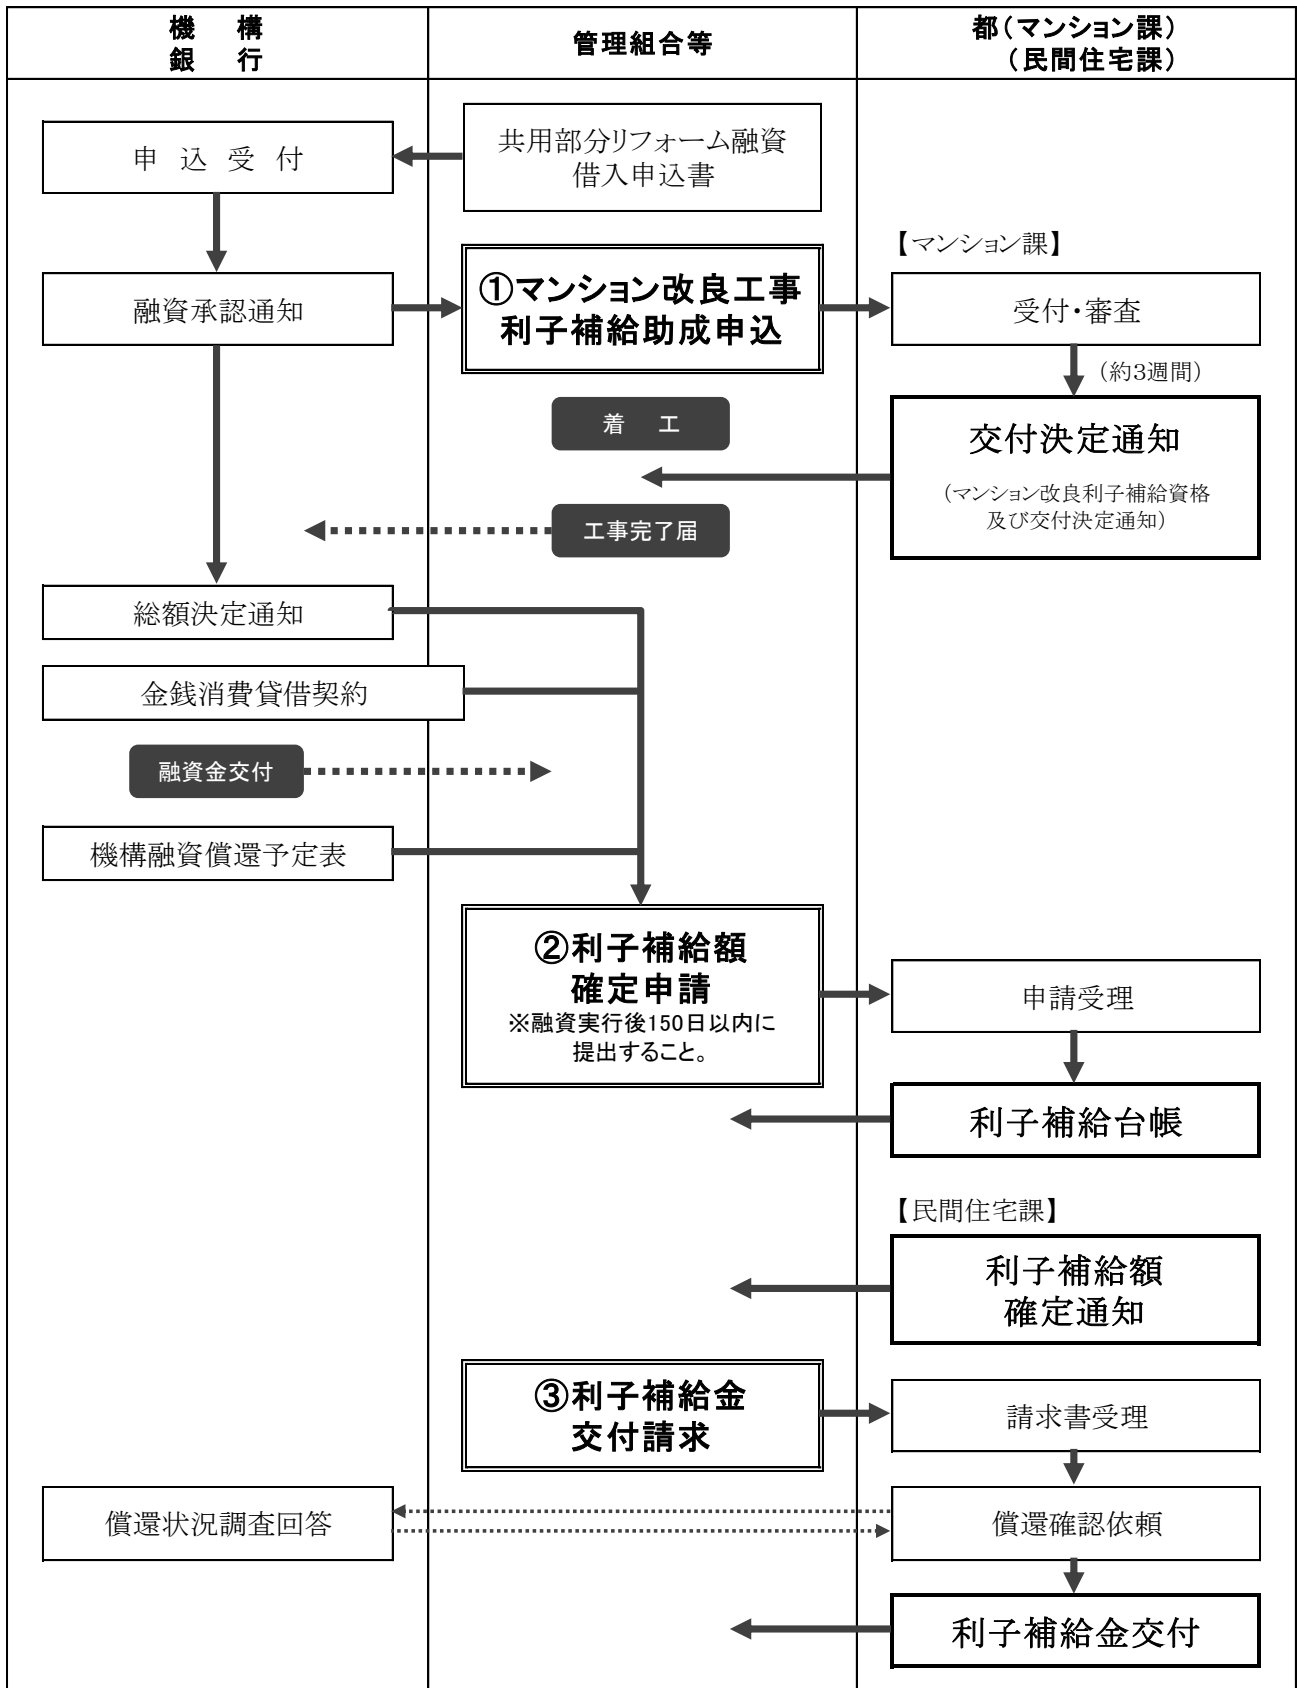 機　構
銀　行
管理組合等
都（マンション課）
（民間住宅課）
共用部分リフォーム融資
借入申込書
申　込　受　付
【マンション課】
融資承認通知
①マンション改良工事
利子補給助成申込
受付・審査
（約3週間）
着　工
交付決定通知
（マンション改良利子補給資格
及び交付決定通知）
工事完了届
総額決定通知
金銭消費貸借契約
融資金交付
機構融資償還予定表
②利子補給額
確定申請
※融資実行後150日以内に
提出すること。
申請受理
利子補給台帳
【民間住宅課】
利子補給額
確定通知
③利子補給金
交付請求
請求書受理
償還状況調査回答
償還確認依頼
利子補給金交付